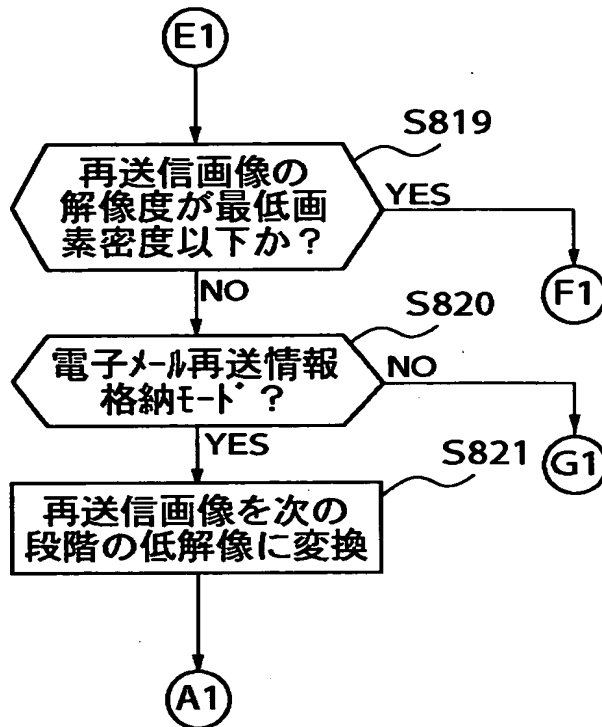 E1
S819
再送信画像の
解像度が最低画
素密度以下か？
YES
NO
F1
S820
電子ﾒｰﾙ再送情報
格納ﾓｰﾄﾞ？
NO
YES
G1
S821
再送信画像を次の
段階の低解像に変換
A1